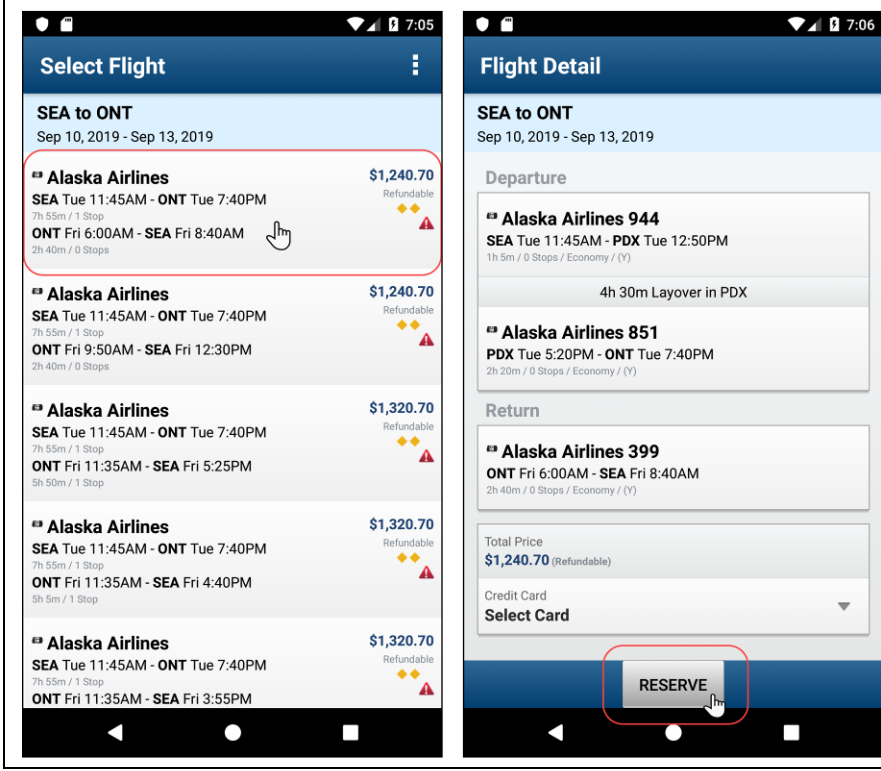 7:05
Select Flight
SEA to ONT
Sep 10, 2019 - Sep 13, 2019
Alaska Airlines
$1,240.70
SEA Tue 11:45AM - ONT Tue 7:40PM
Refundable
7h 55m / 1 Stop
ONT Fri 6:00AM - SEA Fri 8:40AM
2h 40m / 0 Stops
Alaska Airlines
$1,240.70
SEA Tue 11:45AM - ONT Tue 7:40PM
Refundable
7h 55m / 1 Stop
ONT Fri 9:50AM - SEA Fri 12:30PM
2h 40m / 0 Stops
Alaska Airlines
$1,320.70
SEA Tue 11:45AM - ONT Tue 7:40PM
Refundable
7h 55m / 1 Stop
ONT Fri 11:35AM - SEA Fri 5:25PM
5h 50m / 1 Stop
Alaska Airlines
$1,320.70
SEA Tue 11:45AM - ONT Tue 7:40PM
Refundable
7h 55m / 1 Stop
ONT Fri 11:35AM - SEA Fri 4:40PM
5h 5m / 1 Stop
Alaska Airlines
$1,320.70
SEA Tue 11:45AM - ONT Tue 7:40PM
Refundable
7h 55m / 1 Stop
ONT Fri 11:35AM - SEA Fri 3:55PM
7:06
Flight Detail
SEA to ONT
Sep 10, 2019 - Sep 13, 2019
Departure
Alaska Airlines 944
SEA Tue 11:45AM - PDX Tue 12:50PM
1h 5m / 0 Stops / Economy / (Y)
4h 30m Layover in PDX
Alaska Airlines 851
PDX Tue 5:20PM - ONT Tue 7:40PM
2h 20m / 0 Stops / Economy / (Y)
Return
Alaska Airlines 399
ONT Fri 6:00AM - SEA Fri 8:40AM
2h 40m / 0 Stops / Economy / (Y)
Total Price
$1,240.70 (Refundable)
Credit Card
Select Card
RESERVE